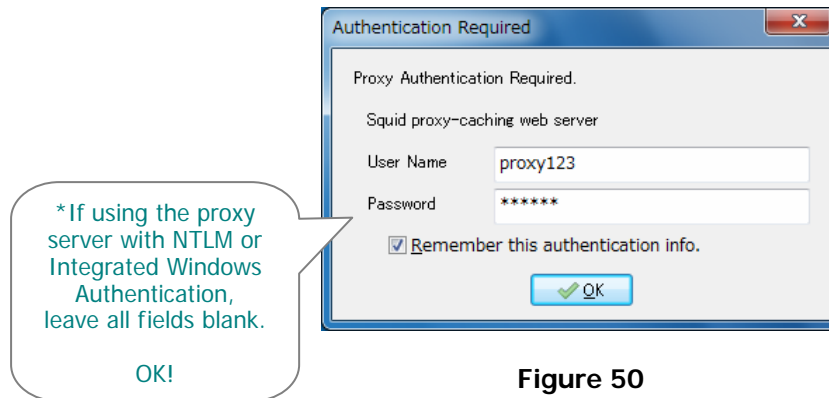 Authentication Required
x
Proxy Authentication Required.
Squid proxy-caching web server
User Name
proxy123
Password
******
Remember this authentication info.
OK
*If using the proxy
server with NTLM or
Integrated Windows
Authentication,
leave all fields blank.
OK!
Figure 50